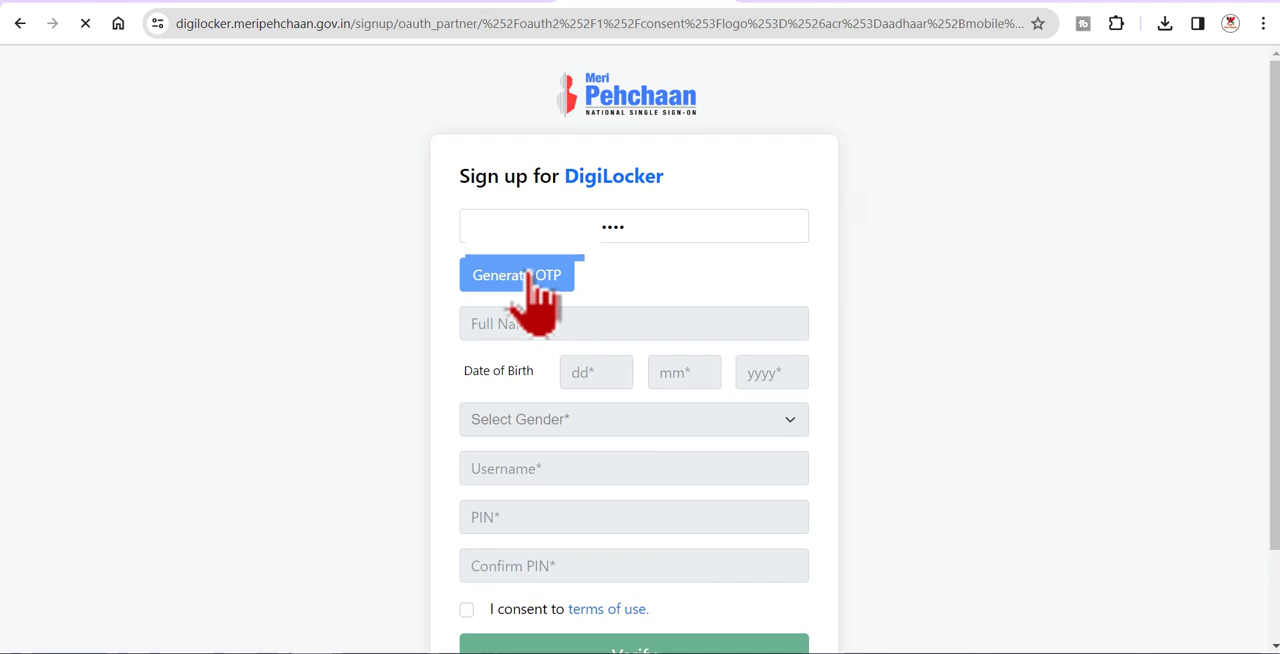 digilocker.meripehchaan.gov.in/signup/oauth_partner/%252Foauth2%252F1%252Fconsent%253Flogo%253D%2526acr%253Daadhaar%252Bmobile%...
Meri
Pehchaan
NATIONAL SINGLE SIGN-ON
Sign up for DigiLocker
••••
Generate OTP
Full
Date of Birth dd* mm* yyyy*
Select Gender*
Username*
PIN*
Confirm PIN*
I consent to terms of use.
Verify